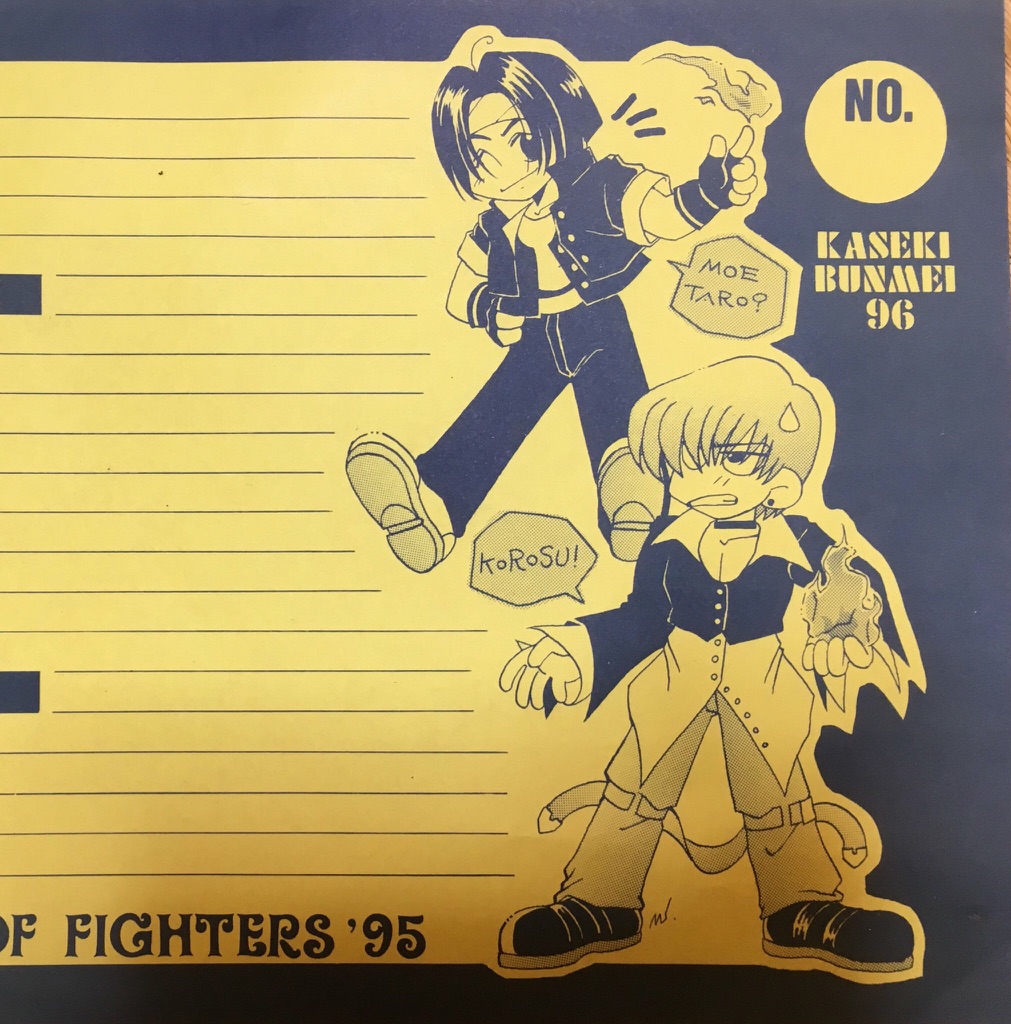 NO.
KASEKI
BUNMEI
96
MOE
TARO?
KOROSU!
OF FIGHTERS '95